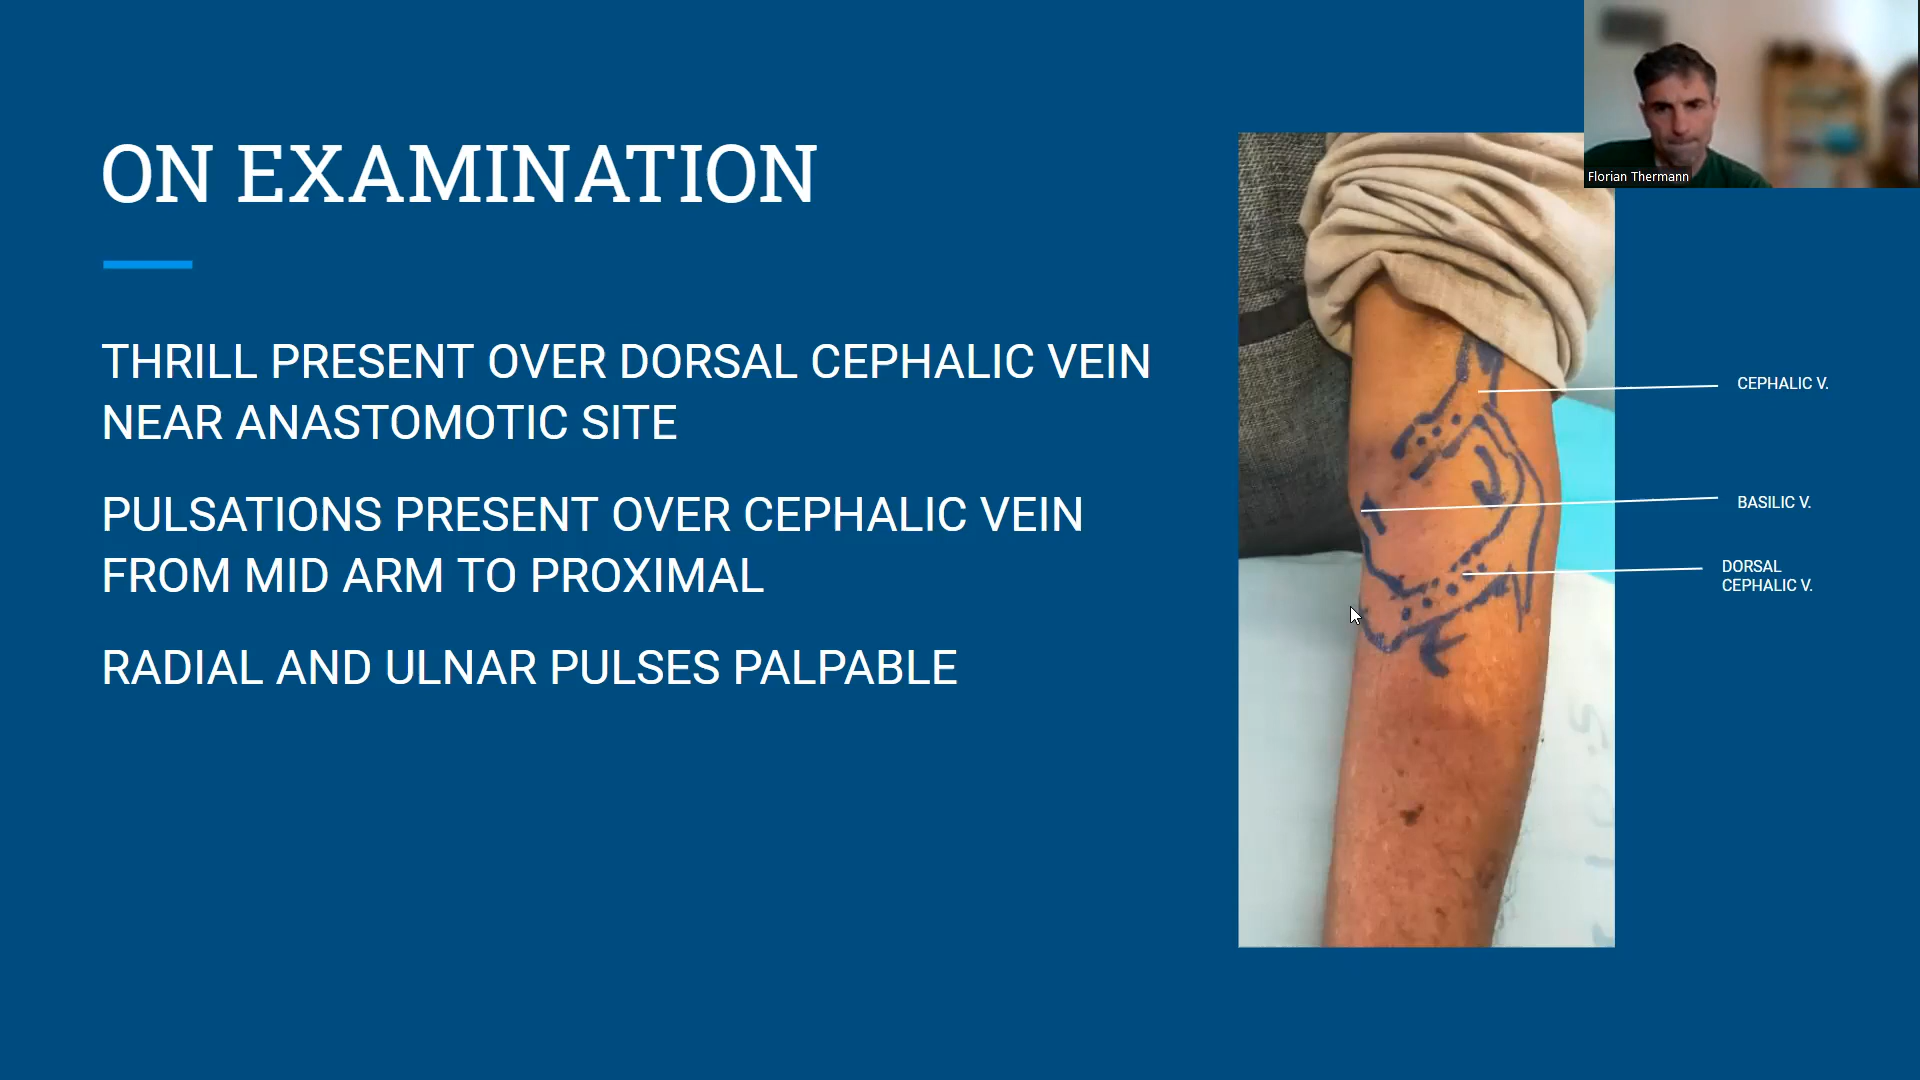 ON EXAMINATION
THRILL PRESENT OVER DORSAL CEPHALIC VEIN
NEAR ANASTOMOTIC SITE
PULSATIONS PRESENT OVER CEPHALIC VEIN
FROM MID ARM TO PROXIMAL
RADIAL AND ULNAR PULSES PALPABLE
Florian Thermann
CEPHALIC V.
BASILIC V.
DORSAL
CEPHALIC V.